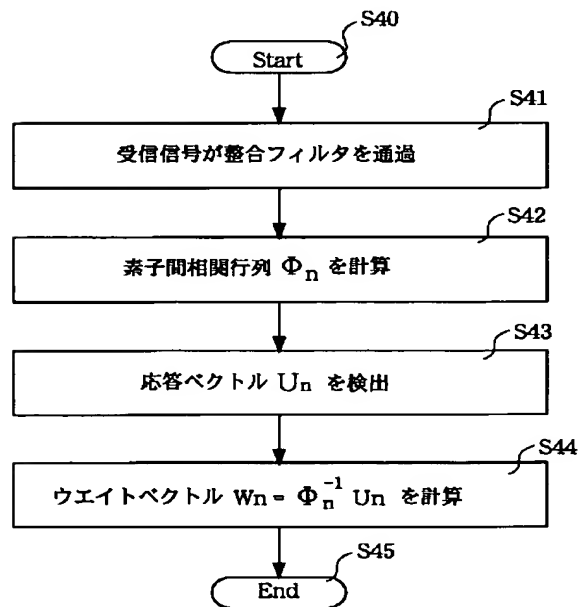 S40
Start
S41
受信信号が整合フィルタを通過
S42
素子間相関行列 Φn を計算
S43
応答ベクトル Un を検出
S44
ウエイトベクトル Wn = Φn⁻¹ Un を計算
S45
End